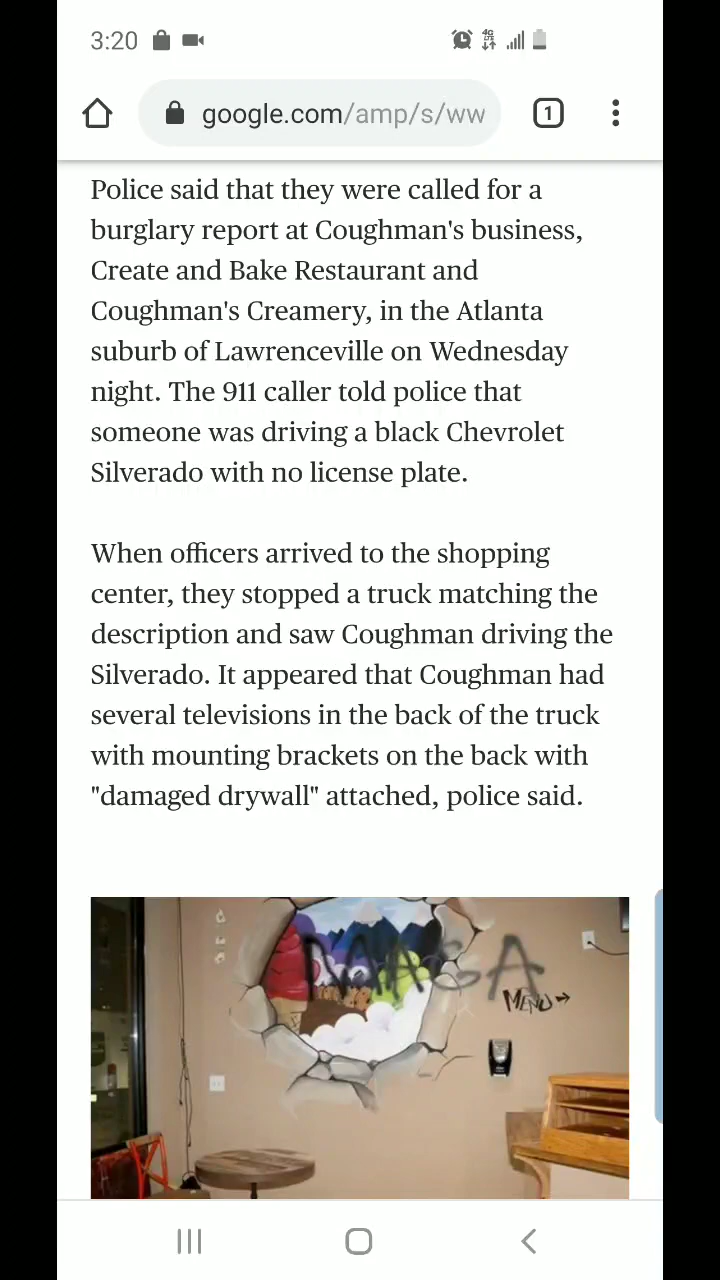 3:20
google.com/amp/s/ww
1
Police said that they were called for a
burglary report at Coughman's business,
Create and Bake Restaurant and
Coughman's Creamery, in the Atlanta
suburb of Lawrenceville on Wednesday
night. The 911 caller told police that
someone was driving a black Chevrolet
Silverado with no license plate.
When officers arrived to the shopping
center, they stopped a truck matching the
description and saw Coughman driving the
Silverado. It appeared that Coughman had
several televisions in the back of the truck
with mounting brackets on the back with
"damaged drywall" attached, police said.
MAGA
MENU→